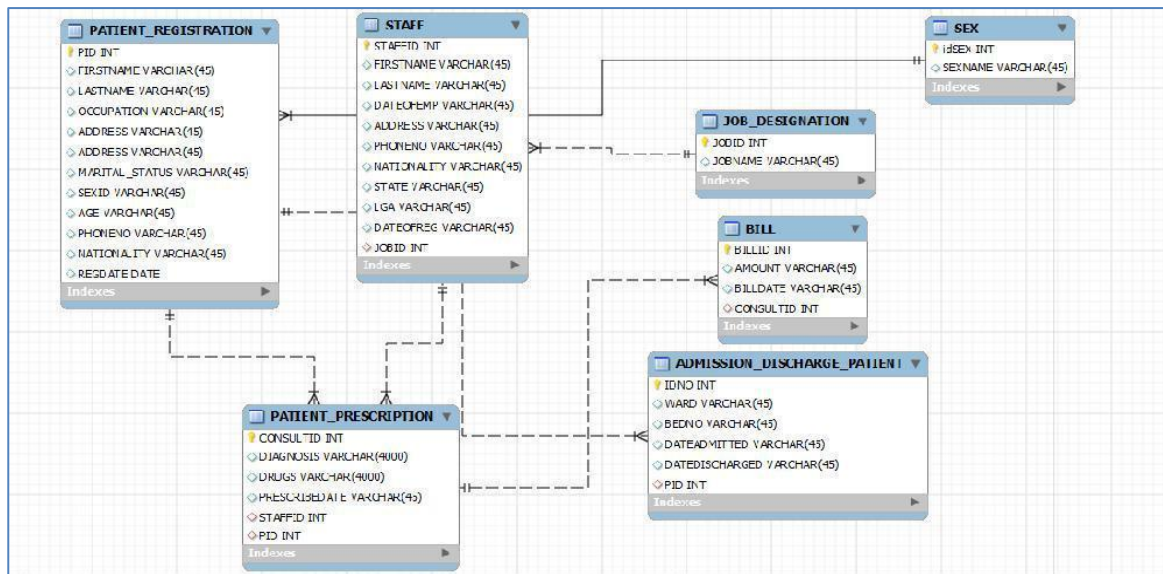 PATIENT_REGISTRATION
PID INT
FIRSTNAME VARCHAR(45)
LASTNAME VARCHAR(45)
OCCUPATION VARCHAR(45)
ADDRESS VARCHAR(45)
ADDRESS VARCHAR(45)
MARITAL_STATUS VARCHAR(45)
SEXID VARCHAR(45)
AGE VARCHAR(45)
PHONENO VARCHAR(45)
NATIONALITY VARCHAR(45)
REGDATE DATE
Indexes
STAFF
STAFFID INT
FIRSTNAME VARCHAR(45)
LASTNAME VARCHAR(45)
DATEOFEMP VARCHAR(45)
ADDRESS VARCHAR(45)
PHONENO VARCHAR(45)
NATIONALITY VARCHAR(45)
STATE VARCHAR(45)
LGA VARCHAR(45)
DATEOFREG VARCHAR(45)
JOBID INT
Indexes
SEX
idSEX INT
SEXNAME VARCHAR(45)
Indexes
JOB_DESIGNATION
JOBID INT
JOBNAME VARCHAR(45)
Indexes
BILL
BILLID INT
AMOUNT VARCHAR(45)
BILLDATE VARCHAR(45)
CONSULTID INT
Indexes
ADMISSION_DISCHARGE_PATIENT
IDNO INT
WARD VARCHAR(45)
BEDNO VARCHAR(45)
DATEADMITTED VARCHAR(45)
DATEDISCHARGED VARCHAR(45)
PID INT
Indexes
PATIENT_PRESCRIPTION
CONSULTID INT
DIAGNOSIS VARCHAR(4000)
DRUGS VARCHAR(4000)
PRESCRIBEDATE VARCHAR(45)
STAFFID INT
PID INT
Indexes